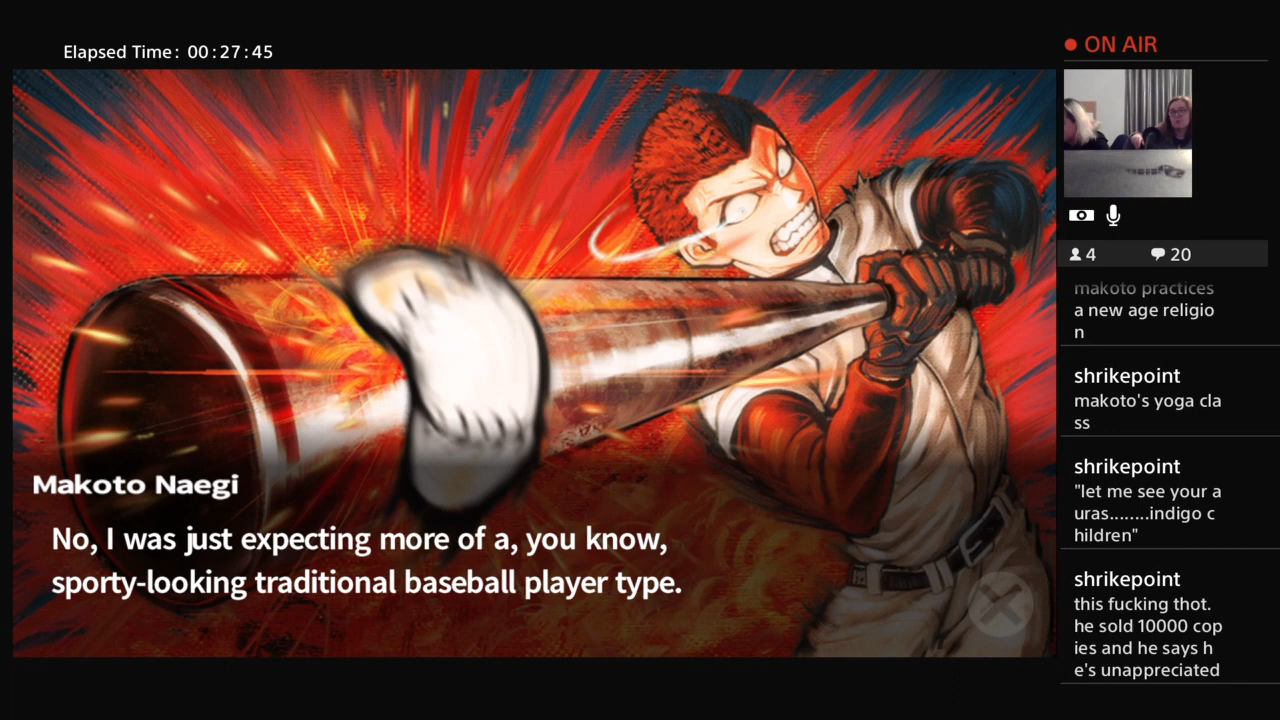 Elapsed Time: 00:27:45
ON AIR
4
20
makoto practices
a new age religio
n
shrikepoint
makoto's yoga cla
ss
shrikepoint
"let me see your a
uras........indigo c
hildren"
shrikepoint
this fucking thot.
he sold 10000 cop
ies and he says h
e's unappreciated
Makoto Naegi
No, I was just expecting more of a, you know,
sporty-looking traditional baseball player type.